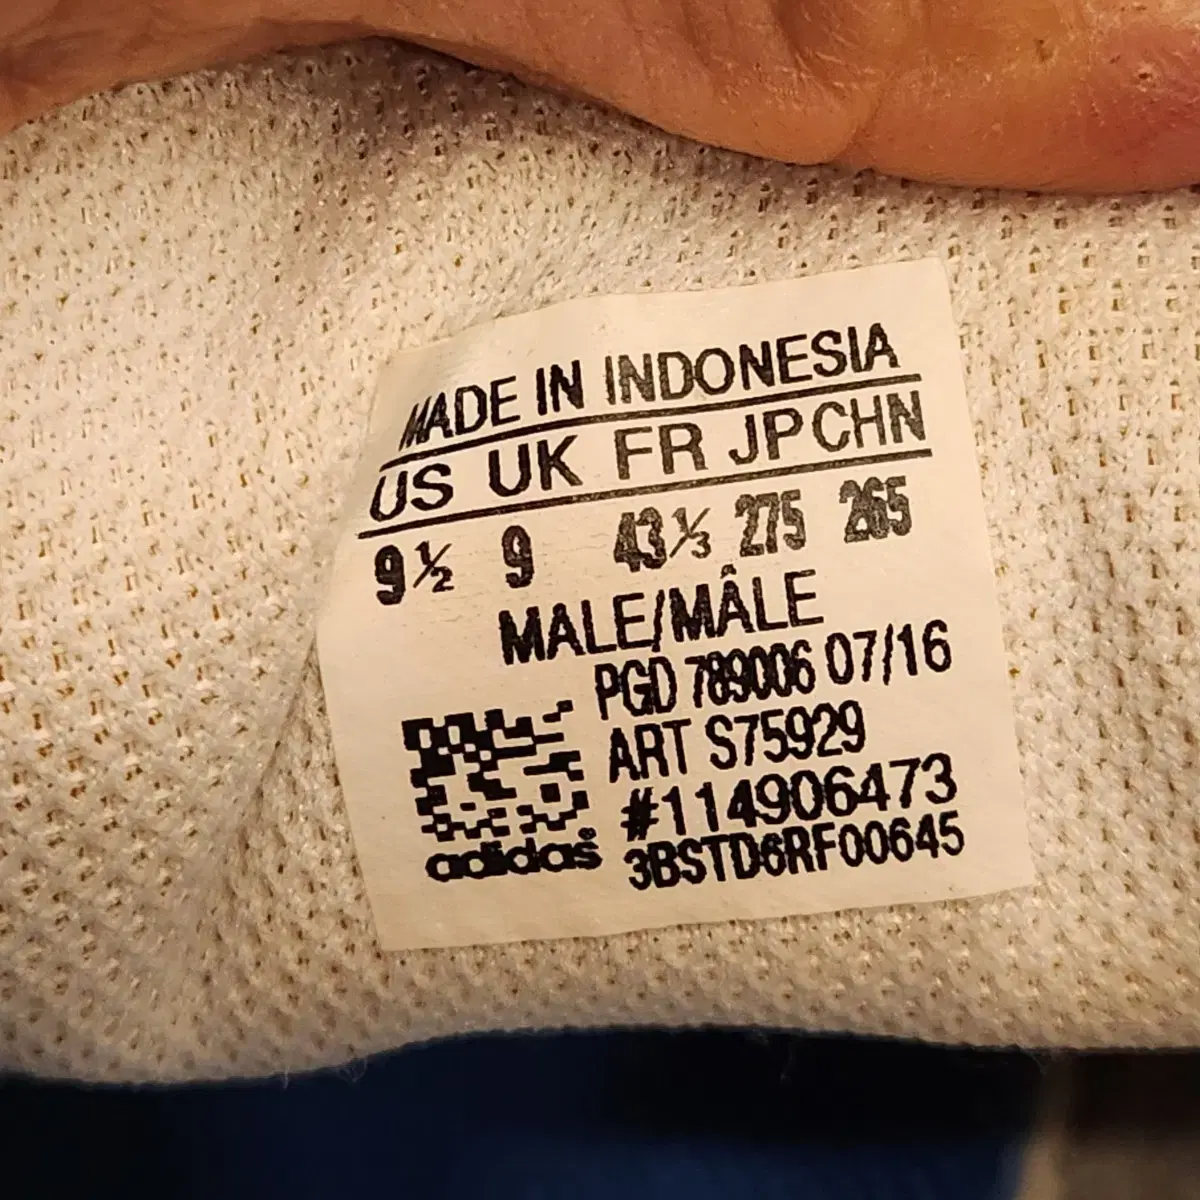 MADE IN INDONESIA
US UK FR JP CHN
9½ 9 43⅓ 275 265
MALE/MÂLE
PGD 789006 07/16
ART S75929
#114906473
adidas® 3BSTD6RF00645